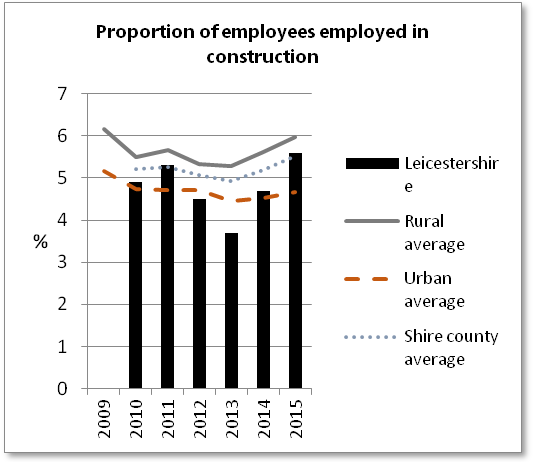 Proportion of employees employed in
construction
7
6
5
4
3
2
1
0
%
2009
2010
2011
2012
2013
2014
2015
Leicestershir
e
Rural
average
Urban
average
Shire county
average